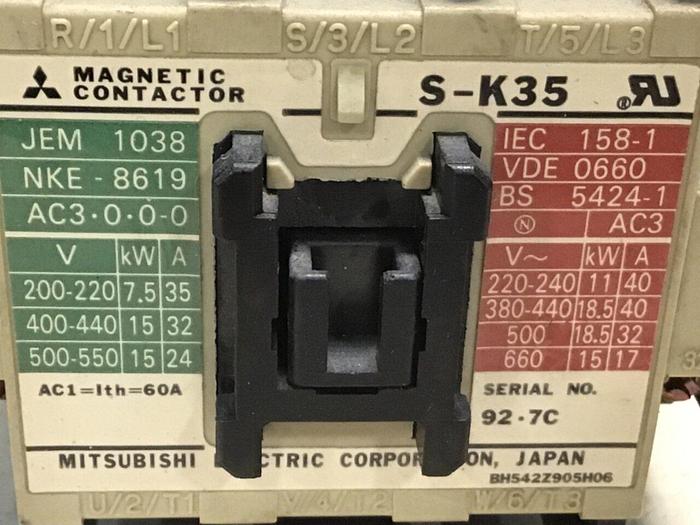 R/1/L1 S/3/L2 T/5/L3
MAGNETIC
CONTACTOR
S-K35
JEM 1038
NKE-8619
AC3·0·0-0
V kW A
200-220 7.5 35
400-440 15 32
500-550 15 24
AC1=Ith=60A
IEC 158-1
VDE 0660
BS 5424-1
N AC3
V~ kW A
220-240 11 40
380-440 18.5 40
500 18.5 32
660 15 17
SERIAL NO.
92·7C
MITSUBISHI CTRIC CORPOR ON, JAPAN
BH542Z905H06
U/2/T1 V/4/T2 W/6/T3